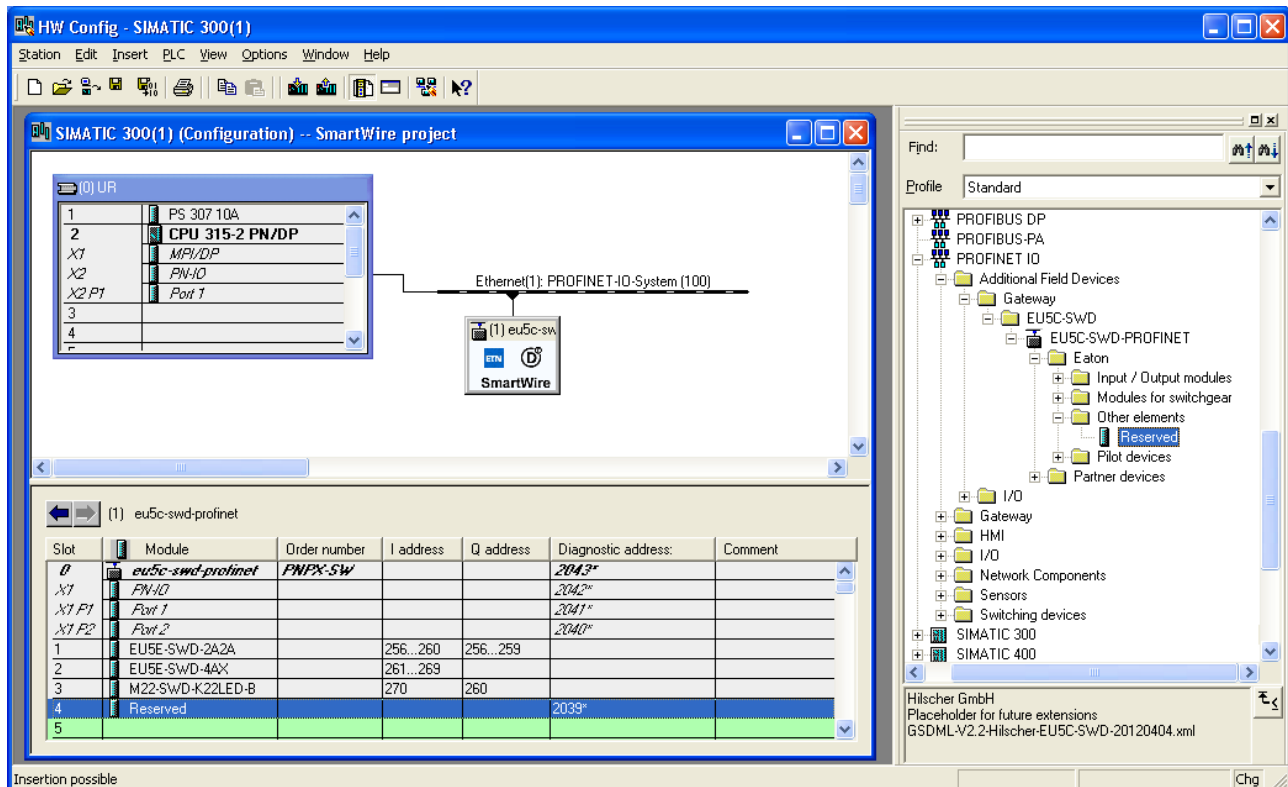 HW Config - SIMATIC 300(1)
Station Edit Insert PLC View Options Window Help
SIMATIC 300(1) (Configuration) -- SmartWire project
(0) UR
1 PS 307 10A
2 CPU 315-2 PN/DP
X1 MPI/DP
X2 PN-IO
X2 P1 Port 1
3
4
Ethernet(1): PROFINET-IO-System (100)
(1) eu5c-sw
ETN D
SmartWire
(1) eu5c-swd-profinet
Slot Module Order number I address Q address Diagnostic address: Comment
0 eu5c-swd-profinet PNPX-SW 2043*
X1 PN-IO 2042*
X1 P1 Port 1 2041*
X1 P2 Port 2 2040*
1 EU5E-SWD-2A2A 256...260 256...259
2 EU5E-SWD-4AX 261...269
3 M22-SWD-K22LED-B 270 260
4 Reserved 2039*
5
Find:
Profile Standard
PROFIBUS DP
PROFIBUS-PA
PROFINET IO
Additional Field Devices
Gateway
EU5C-SWD
EU5C-SWD-PROFINET
Eaton
Input / Output modules
Modules for switchgear
Other elements
Reserved
Pilot devices
Partner devices
I/O
Gateway
HMI
I/O
Network Components
Sensors
Switching devices
SIMATIC 300
SIMATIC 400
Hilscher GmbH
Placeholder for future extensions
GSDML-V2.2-Hilscher-EU5C-SWD-20120404.xml
Insertion possible
Chg